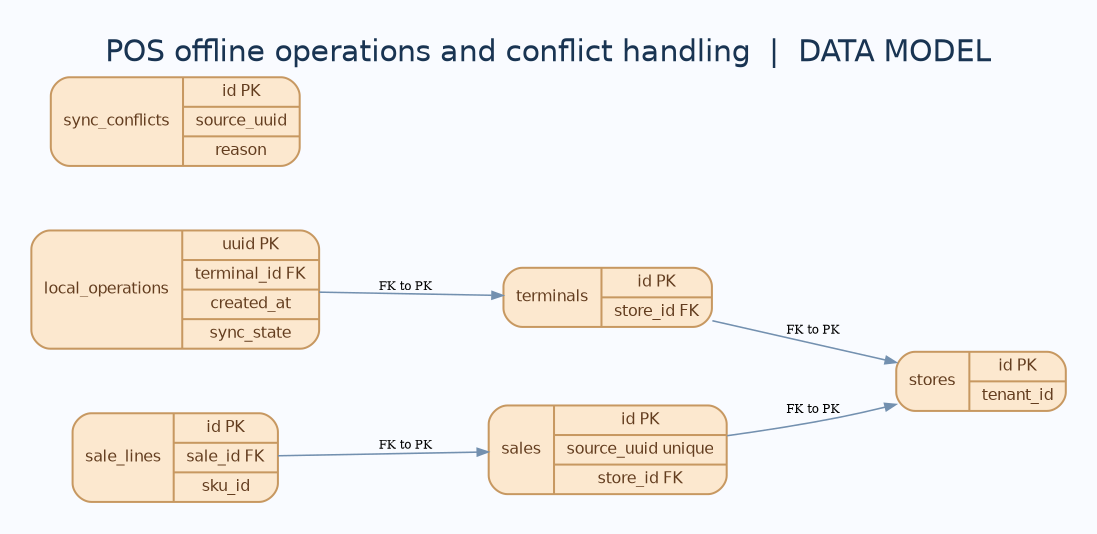 POS offline operations and conflict handling | DATA MODEL
sync_conflicts
id PK
source_uuid
reason
local_operations
uuid PK
terminal_id FK
created_at
sync_state
FK to PK
terminals
id PK
store_id FK
FK to PK
stores
id PK
tenant_id
sale_lines
id PK
sale_id FK
sku_id
FK to PK
sales
id PK
source_uuid unique
store_id FK
FK to PK